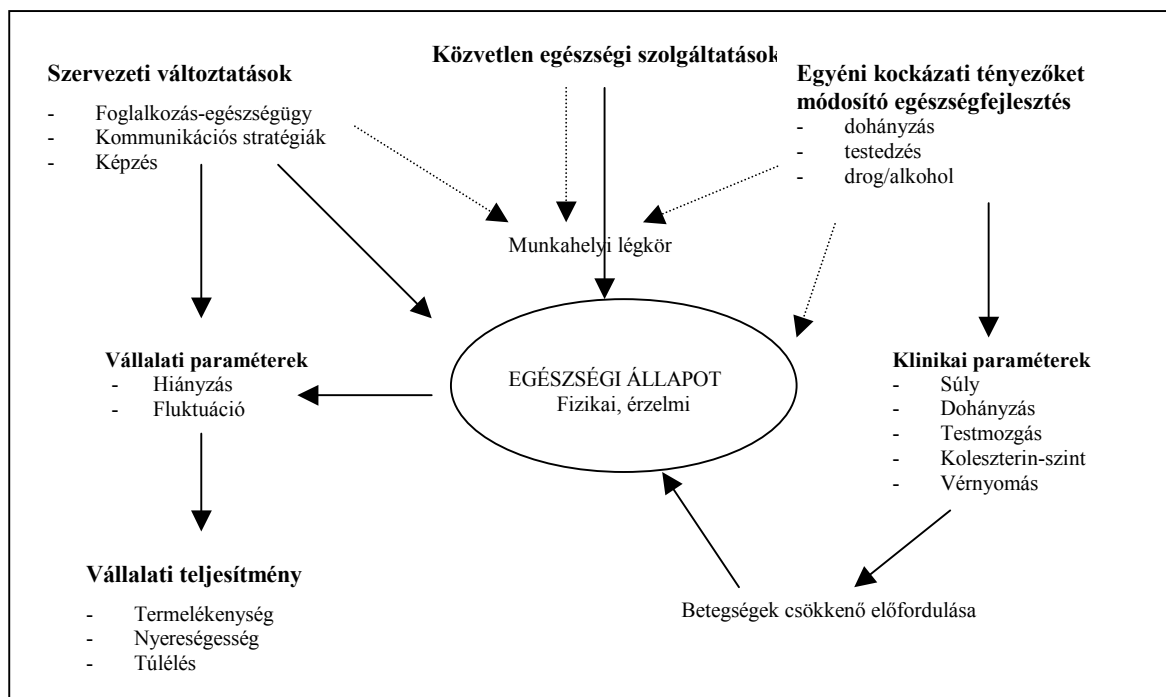 Közvetlen egészségi szolgáltatások
Szervezeti változtatások
- Foglalkozás-egészségügy
- Kommunikációs stratégiák
- Képzés
Egyéni kockázati tényezőket
módosító egészségfejlesztés
- dohányzás
- testedzés
- drog/alkohol
Munkahelyi légkör
Vállalati paraméterek
- Hiányzás
- Fluktuáció
EGÉSZSÉGI ÁLLAPOT
Fizikai, érzelmi
Klinikai paraméterek
- Súly
- Dohányzás
- Testmozgás
- Koleszterin-szint
- Vérnyomás
Vállalati teljesítmény
- Termelékenység
- Nyereségesség
- Túlélés
Betegségek csökkenő előfordulása